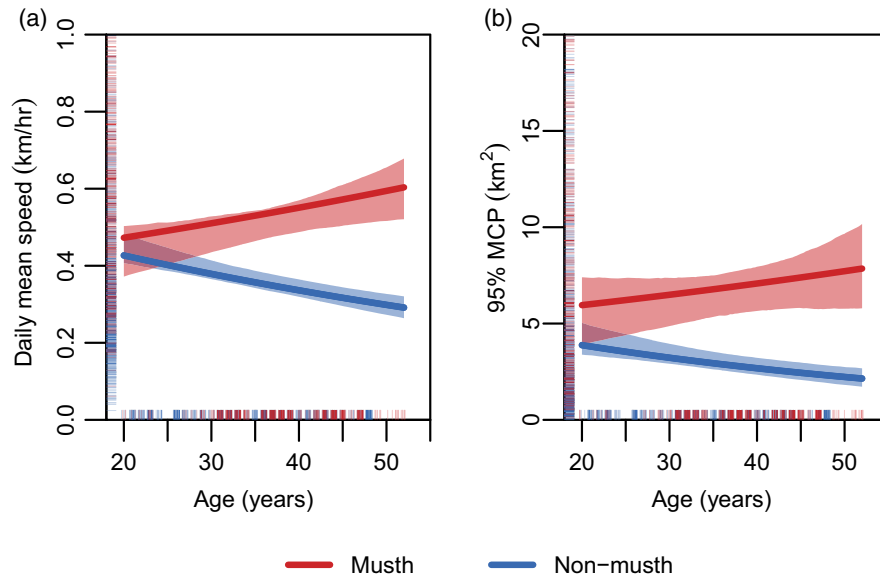 (a)
Daily mean speed (km/hr)
0.0 0.2 0.4 0.6 0.8 1.0
20 30 40 50
Age (years)
(b)
95% MCP (km²)
0 5 10 15 20
20 30 40 50
Age (years)
Musth Non−musth